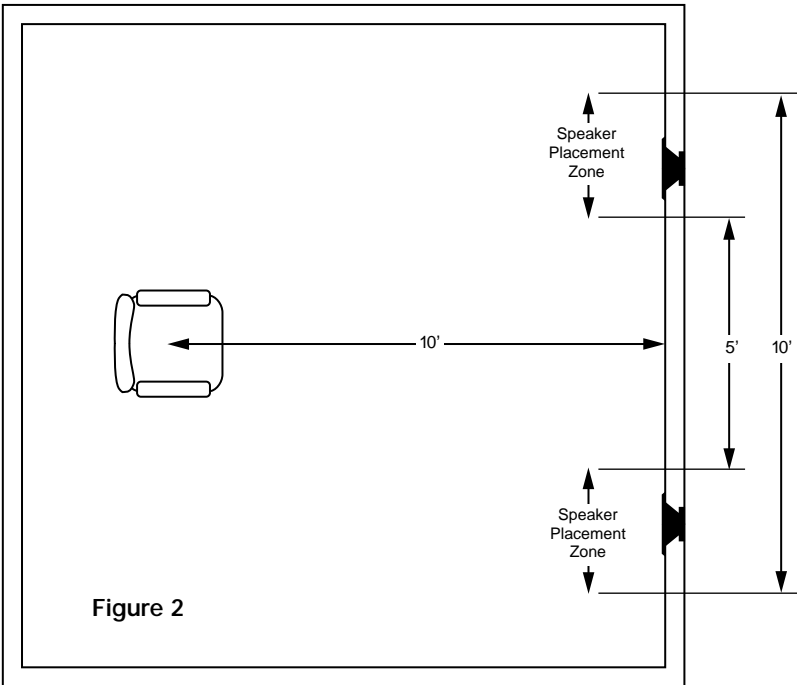 Speaker
Placement
Zone
10’
5’
10’
Speaker
Placement
Zone
Figure 2